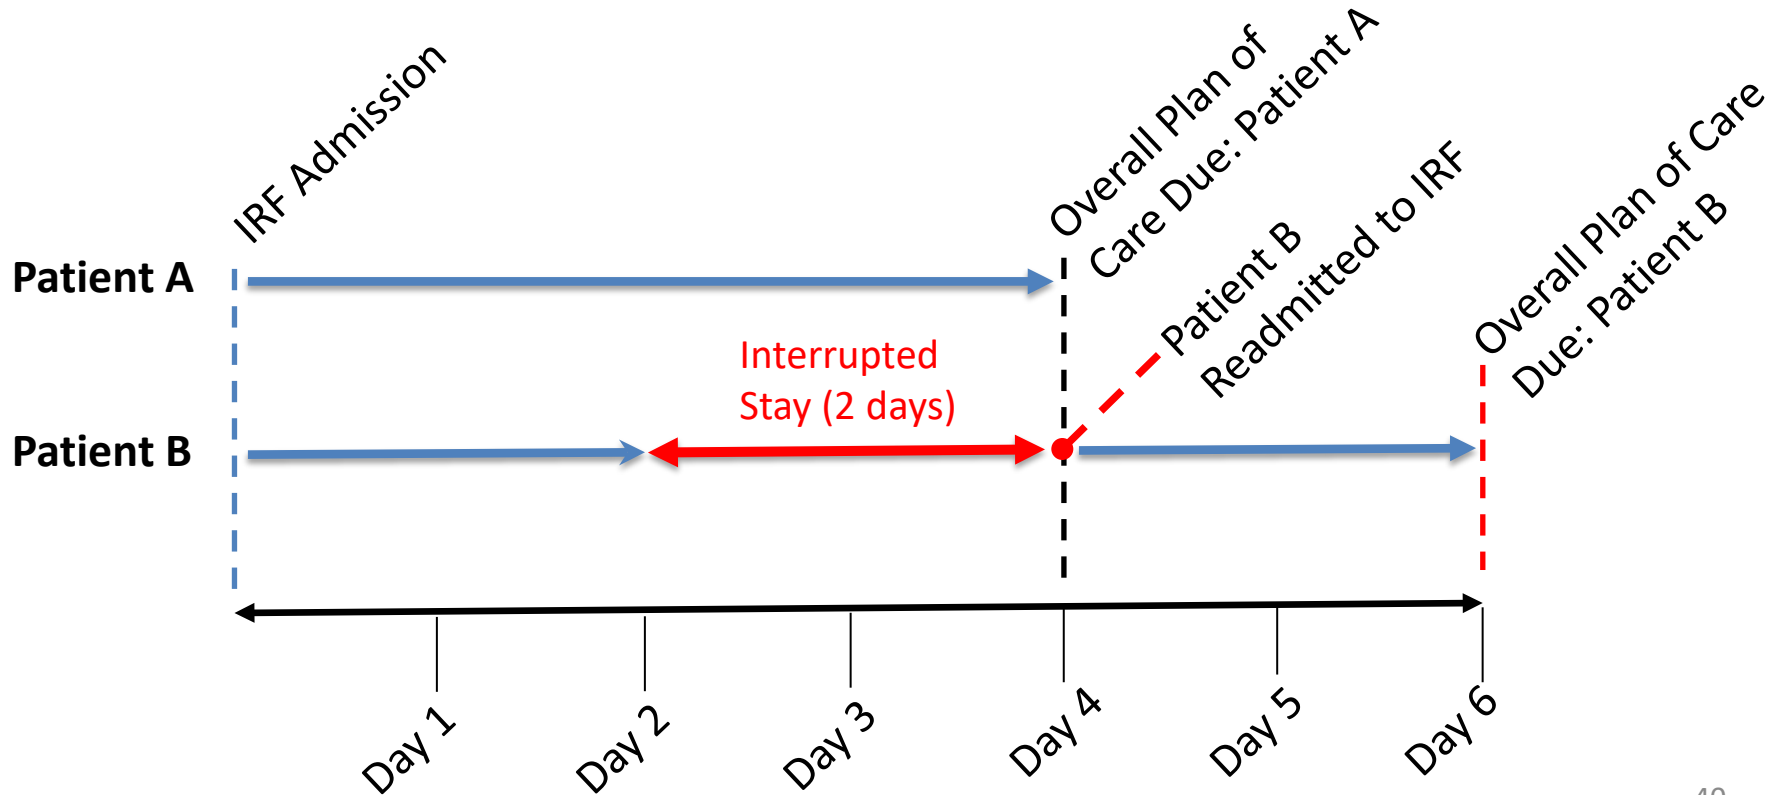 IRF Admission
Overall Plan of
Care Due: Patient A
Patient B
Readmitted to IRF
Overall Plan of Care
Due: Patient B
Patient A
Interrupted
Stay (2 days)
Patient B
Day 1
Day 2
Day 3
Day 4
Day 5
Day 6
40